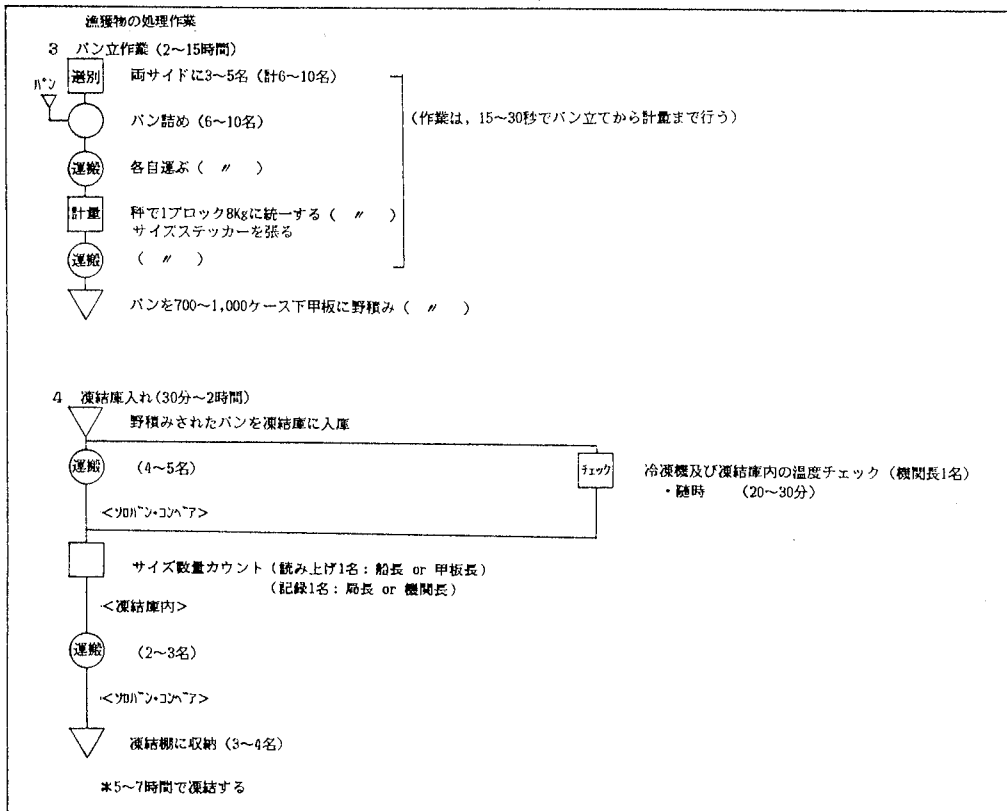 漁獲物の処理作業
3 パン立作業(2~15時間)
選別 両サイドに3~5名(計6~10名)
パン
パン詰め(6~10名)
(作業は,15~30秒でパン立てから計量まで行う)
運搬 各自運ぶ( 〃 )
計量 秤で1ブロック8Kgに統一する( 〃 )
サイズステッカーを張る
運搬 ( 〃 )
パンを700~1,000ケース下甲板に野積み( 〃 )
4 凍結庫入れ(30分~2時間)
野積みされたパンを凍結庫に入庫
運搬 (4~5名)
チェック 冷凍機及び凍結庫内の温度チェック(機関長1名)
・随時 (20~30分)
<ソロバン・コンベア>
サイズ数量カウント(読み上げ1名:船長 or 甲板長)
(記録1名:局長 or 機関長)
<凍結庫内>
運搬 (2~3名)
<ソロバン・コンベア>
凍結棚に収納(3~4名)
*5~7時間で凍結する